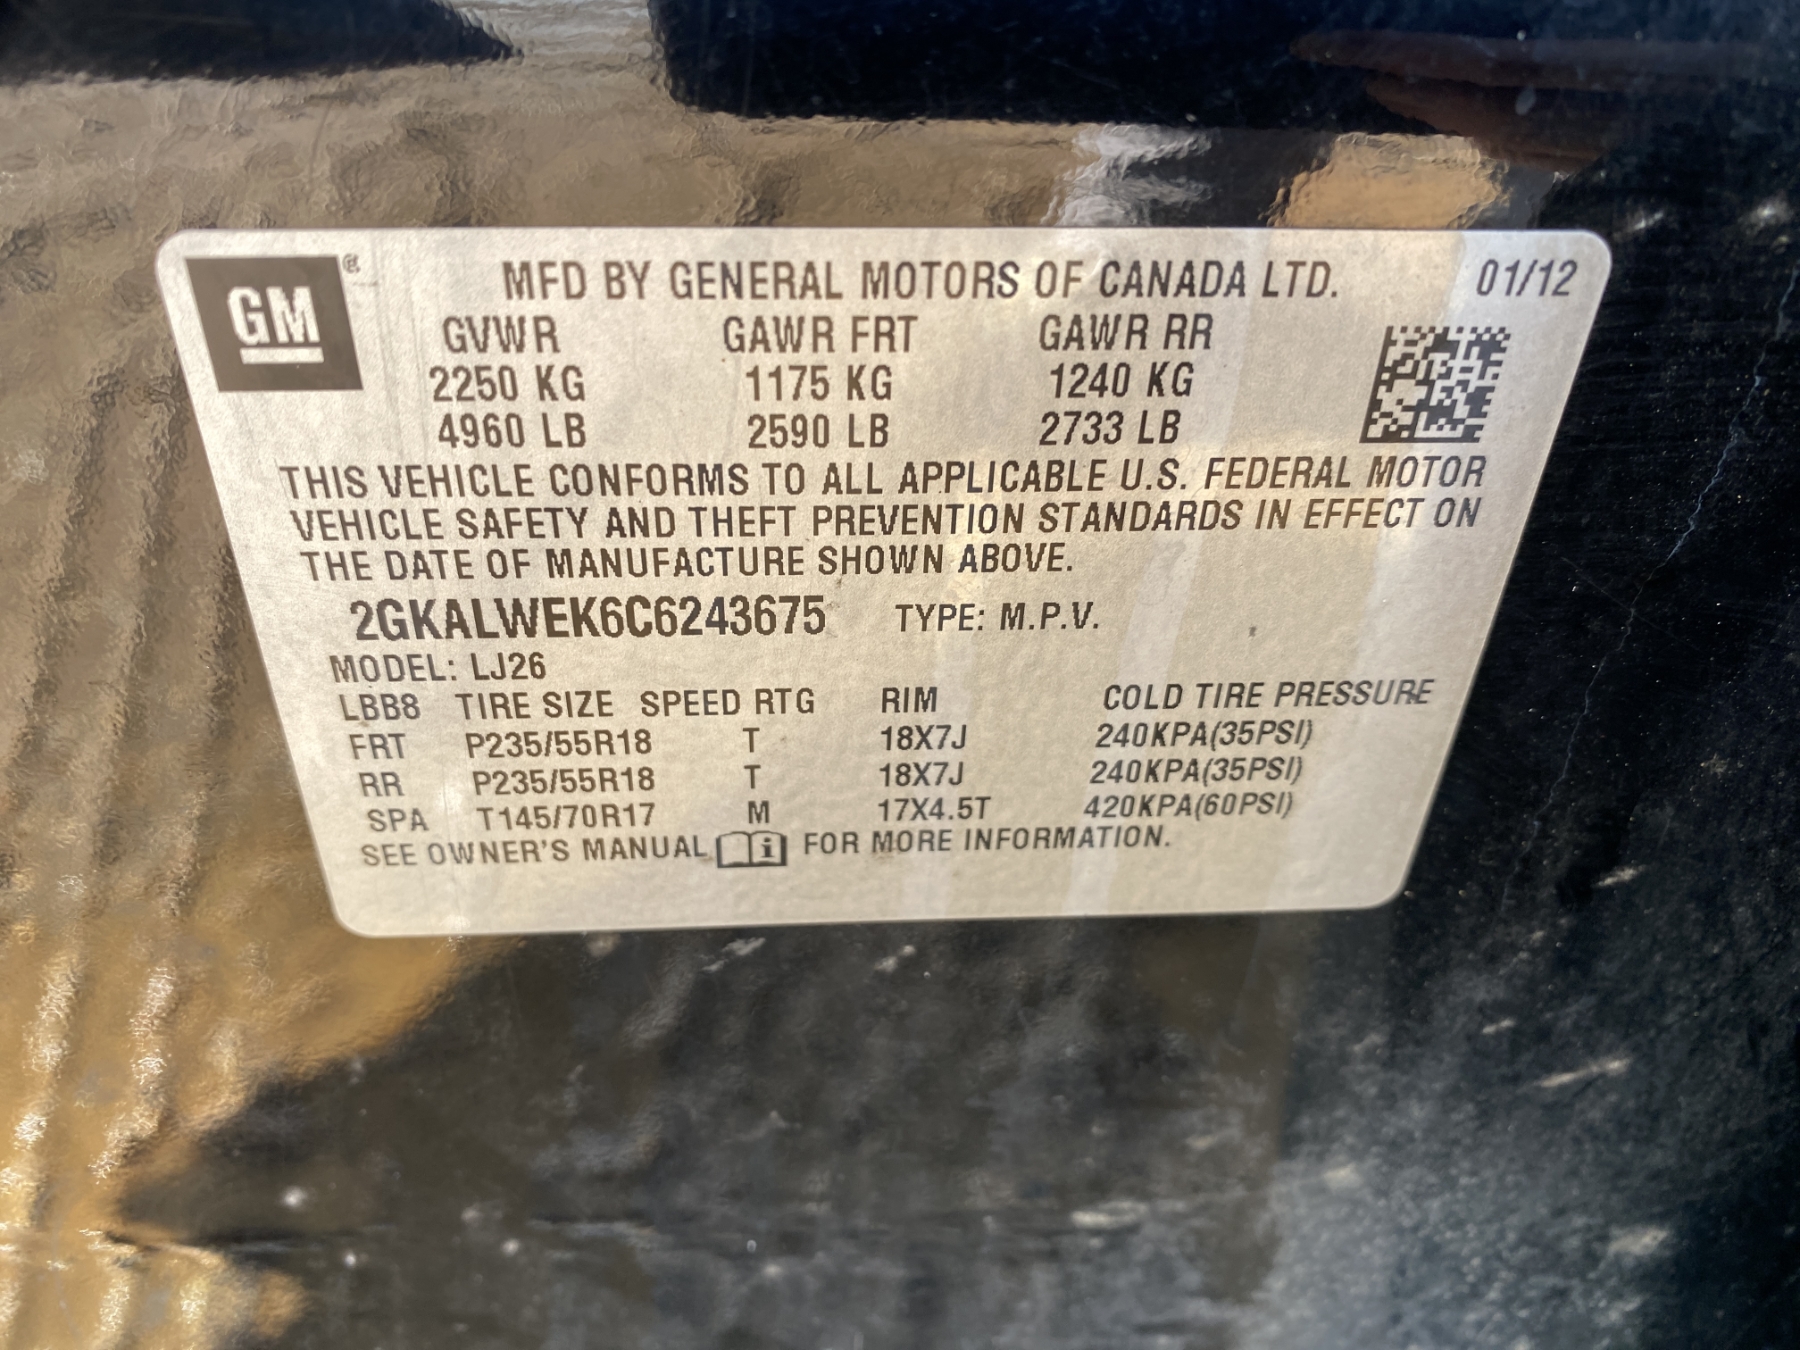 GM ® MFD BY GENERAL MOTORS OF CANADA LTD. 01/12
GVWR GAWR FRT GAWR RR
2250 KG 1175 KG 1240 KG
4960 LB 2590 LB 2733 LB
THIS VEHICLE CONFORMS TO ALL APPLICABLE U.S. FEDERAL MOTOR
VEHICLE SAFETY AND THEFT PREVENTION STANDARDS IN EFFECT ON
THE DATE OF MANUFACTURE SHOWN ABOVE.
2GKALWEK6C6243675 TYPE: M.P.V.
MODEL: LJ26
LBB8 TIRE SIZE SPEED RTG RIM COLD TIRE PRESSURE
FRT P235/55R18 T 18X7J 240KPA(35PSI)
RR P235/55R18 T 18X7J 240KPA(35PSI)
SPA T145/70R17 M 17X4.5T 420KPA(60PSI)
SEE OWNER'S MANUAL i FOR MORE INFORMATION.